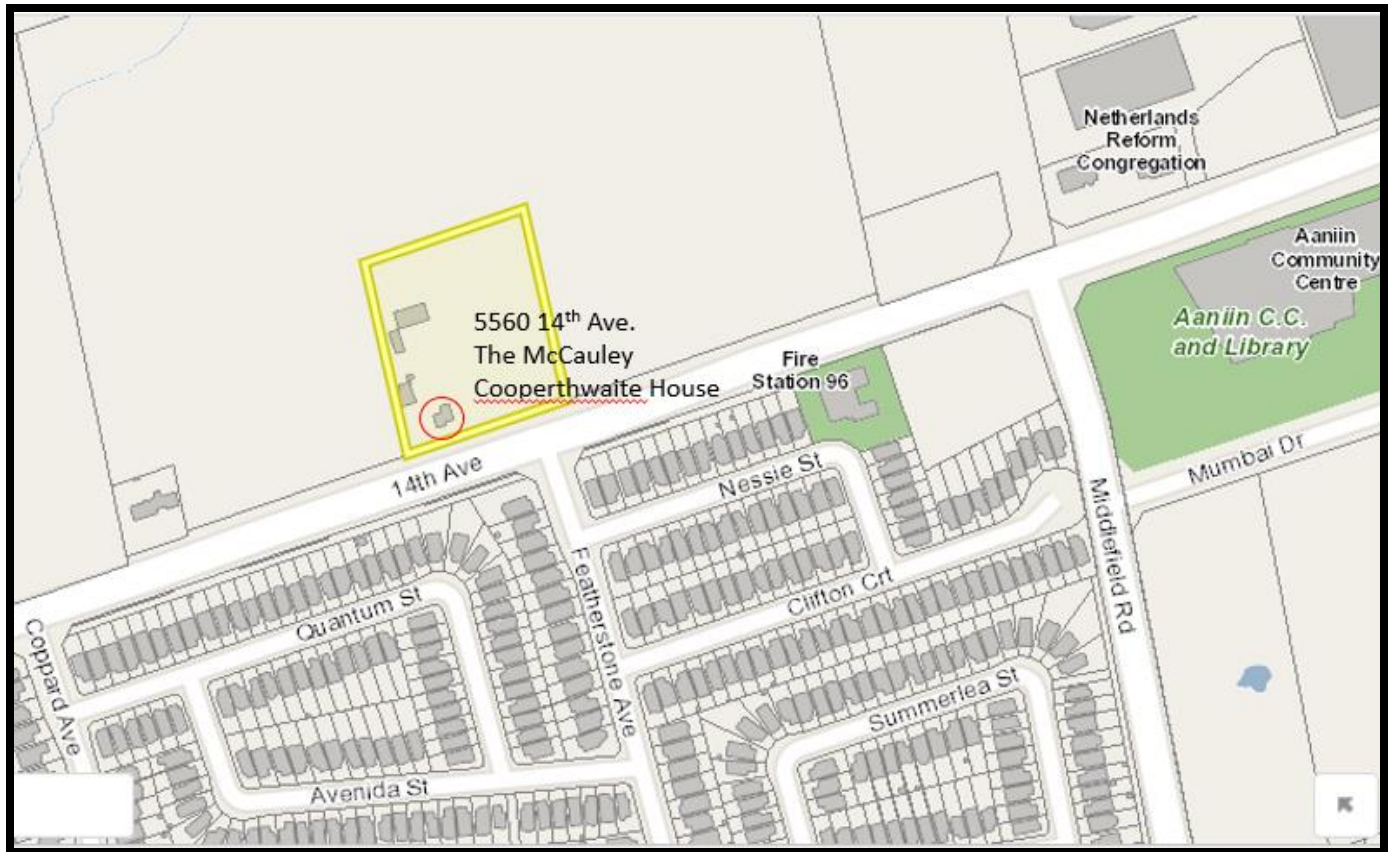 Netherlands
Reform
Congregation
Aaniin
Community
Centre
Aaniin C.C.
and Library
5560 14th Ave.
The McCauley
Cooperthwaite House
Fire
Station 96
14th Ave
Nessie St
Mumbai Dr
Middlefield Rd
Featherstone Ave
Clifton Crt
Quantum St
Coppard Ave
Summerlea St
Avenida St